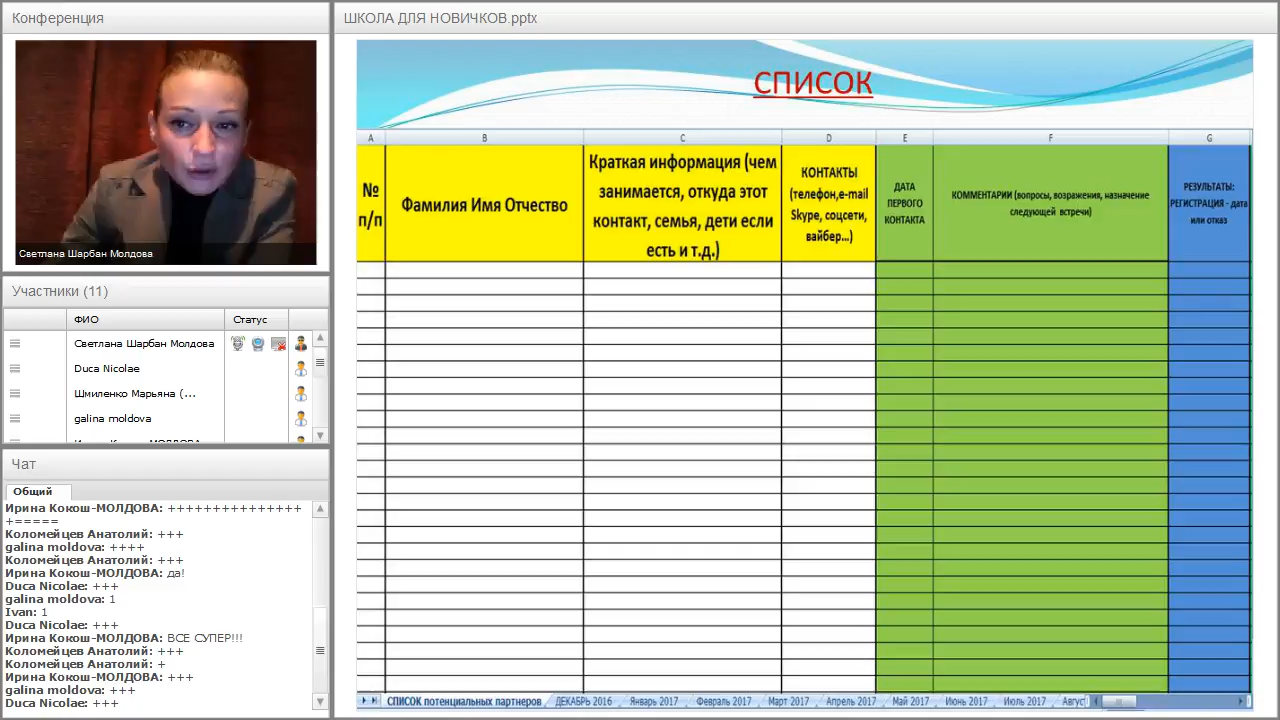 Конференция
Светлана Шарбан Молдова
Участники (11)
ФИО
Статус
Светлана Шарбан Молдова
Duca Nicolae
Шмиленко Марьяна (...
galina moldova
Чат
Общий
Ирина Кокош-МОЛДОВА: +++++++++++++++
+=====
Коломейцев Анатолий: +++
galina moldova: ++++
Коломейцев Анатолий: +++
Ирина Кокош-МОЛДОВА: да!
Duca Nicolae: +++
galina moldova: 1
Ivan: 1
Duca Nicolae: +++
Ирина Кокош-МОЛДОВА: ВСЕ СУПЕР!!!
Коломейцев Анатолий: +++
Коломейцев Анатолий: +
Ирина Кокош-МОЛДОВА: +++
galina moldova: +++
Duca Nicolae: +++
ШКОЛА ДЛЯ НОВИЧКОВ.pptx
СПИСОК
A B C D E F G
№
п/п
Фамилия Имя Отчество
Краткая информация (чем
занимается, откуда этот
контакт, семья, дети если
есть и т.д.)
КОНТАКТЫ
(телефон,e-mail
Skype, соцсети,
вайбер...)
ДАТА
ПЕРВОГО
КОНТАКТА
КОММЕНТАРИИ (вопросы, возражения, назначение
следующей встречи)
РЕЗУЛЬТАТЫ:
РЕГИСТРАЦИЯ - дата
или отказ
СПИСОК потенциальных партнеров ДЕКАБРЬ 2016 Январь 2017 Февраль 2017 Март 2017 Апрель 2017 Май 2017 Июнь 2017 Июль 2017 Авгус